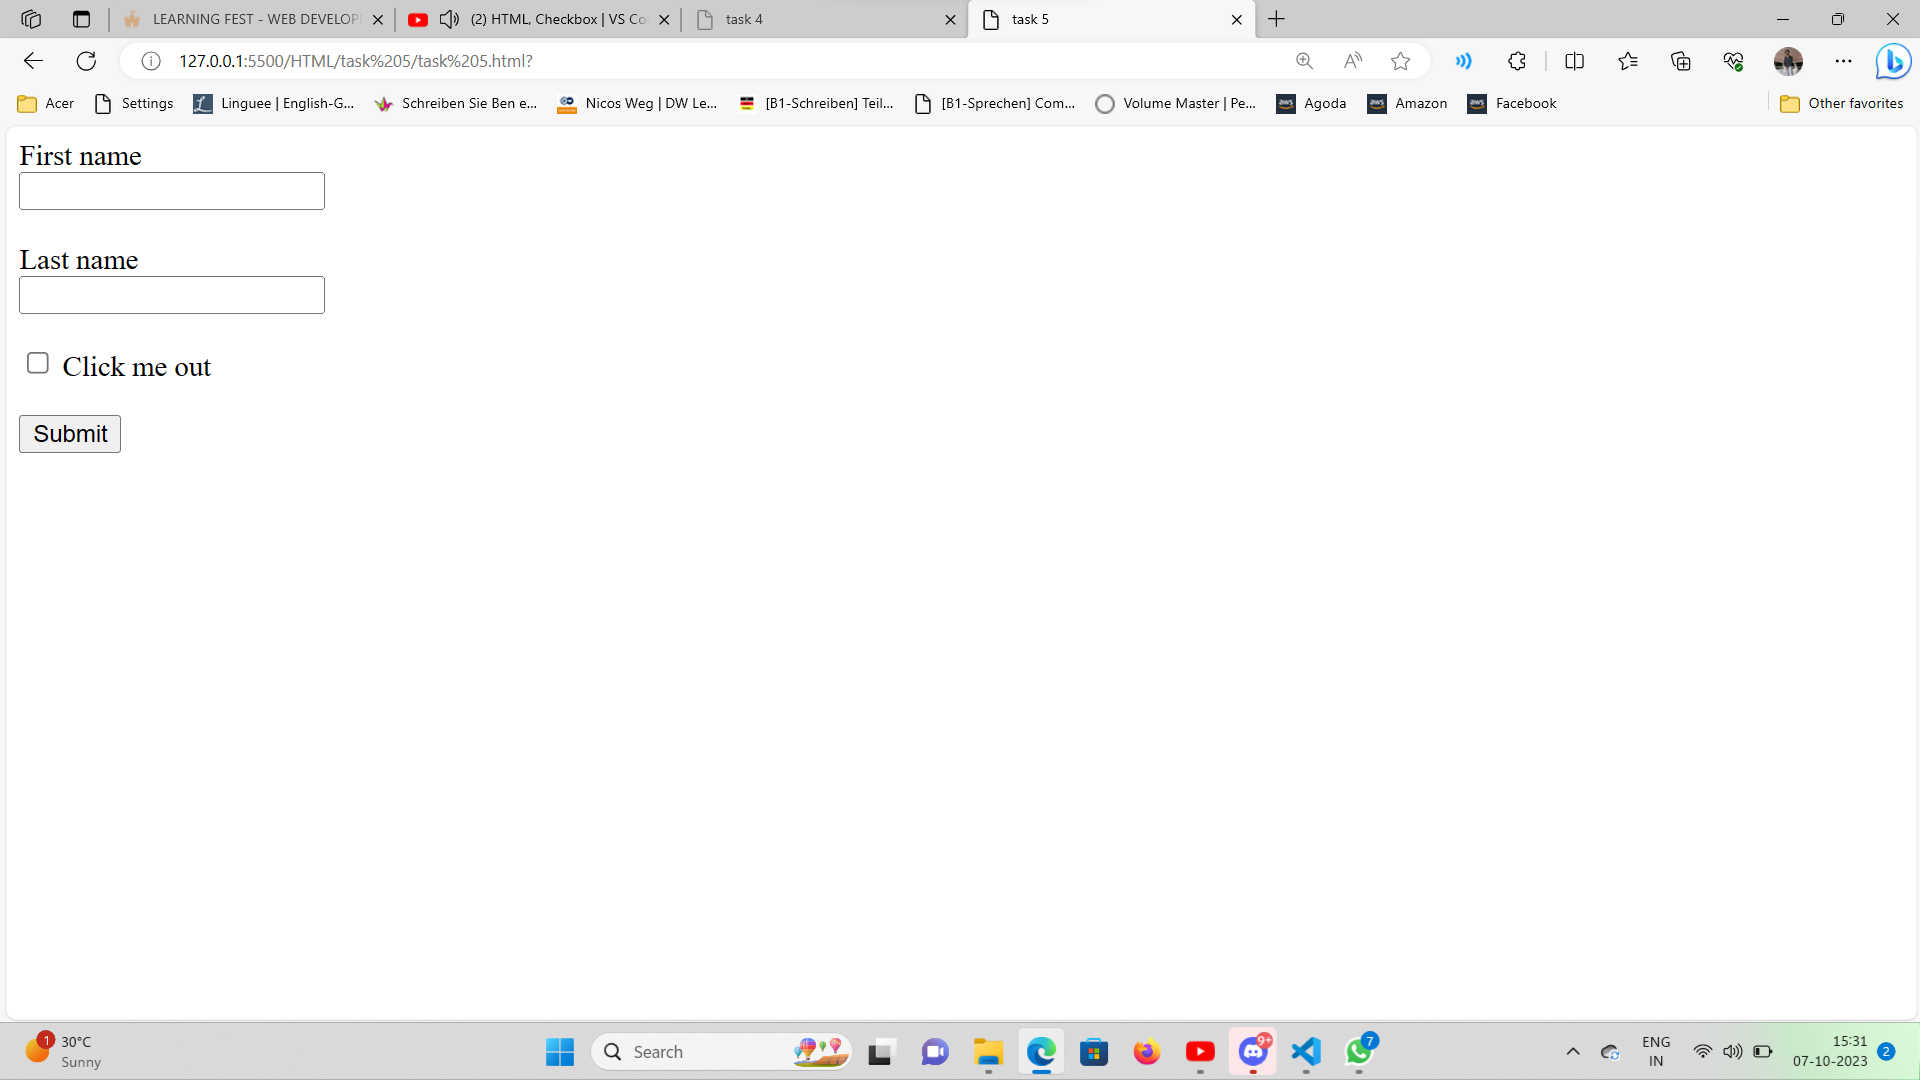 LEARNING FEST - WEB DEVELOP
(2) HTML, Checkbox | VS Co
task 4
task 5
127.0.0.1:5500/HTML/task%205/task%205.html?
Acer
Settings
Linguee | English-G...
Schreiben Sie Ben e...
Nicos Weg | DW Le...
[B1-Schreiben] Teil...
[B1-Sprechen] Com...
Volume Master | Pe...
aws Agoda
aws Amazon
aws Facebook
Other favorites
First name
Last name
Click me out
Submit
1
30°C
Sunny
Search
9+
7
ENG
IN
15:31
07-10-2023
2